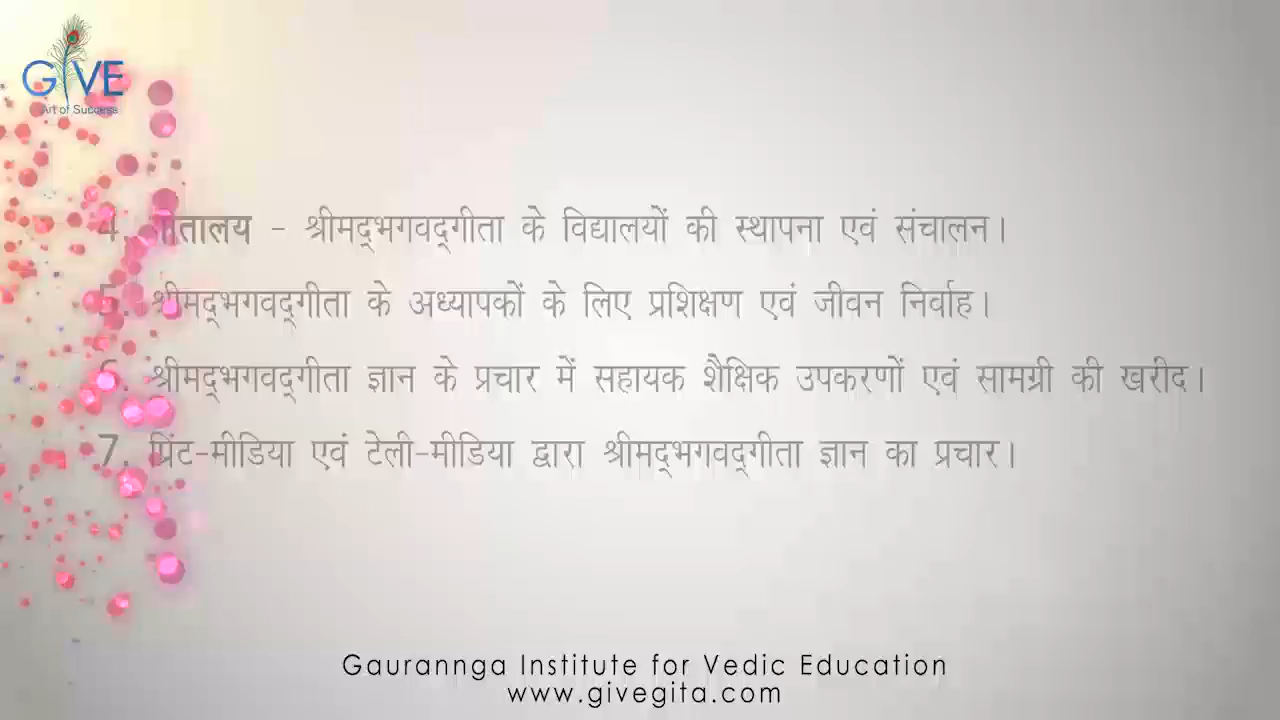 GIVE
Art of Success
4. गीतालय - श्रीमद्भगवद्गीता के विद्यालयों की स्थापना एवं संचालन।
5. श्रीमद्भगवद्गीता के अध्यापकों के लिए प्रशिक्षण एवं जीवन निर्वाह।
6. श्रीमद्भगवद्गीता ज्ञान के प्रचार में सहायक शैक्षिक उपकरणों एवं सामग्री की खरीद।
7. प्रिंट-मीडिया एवं टेली-मीडिया द्वारा श्रीमद्भगवद्गीता ज्ञान का प्रचार।
Gaurannga Institute for Vedic Education
www.givegita.com